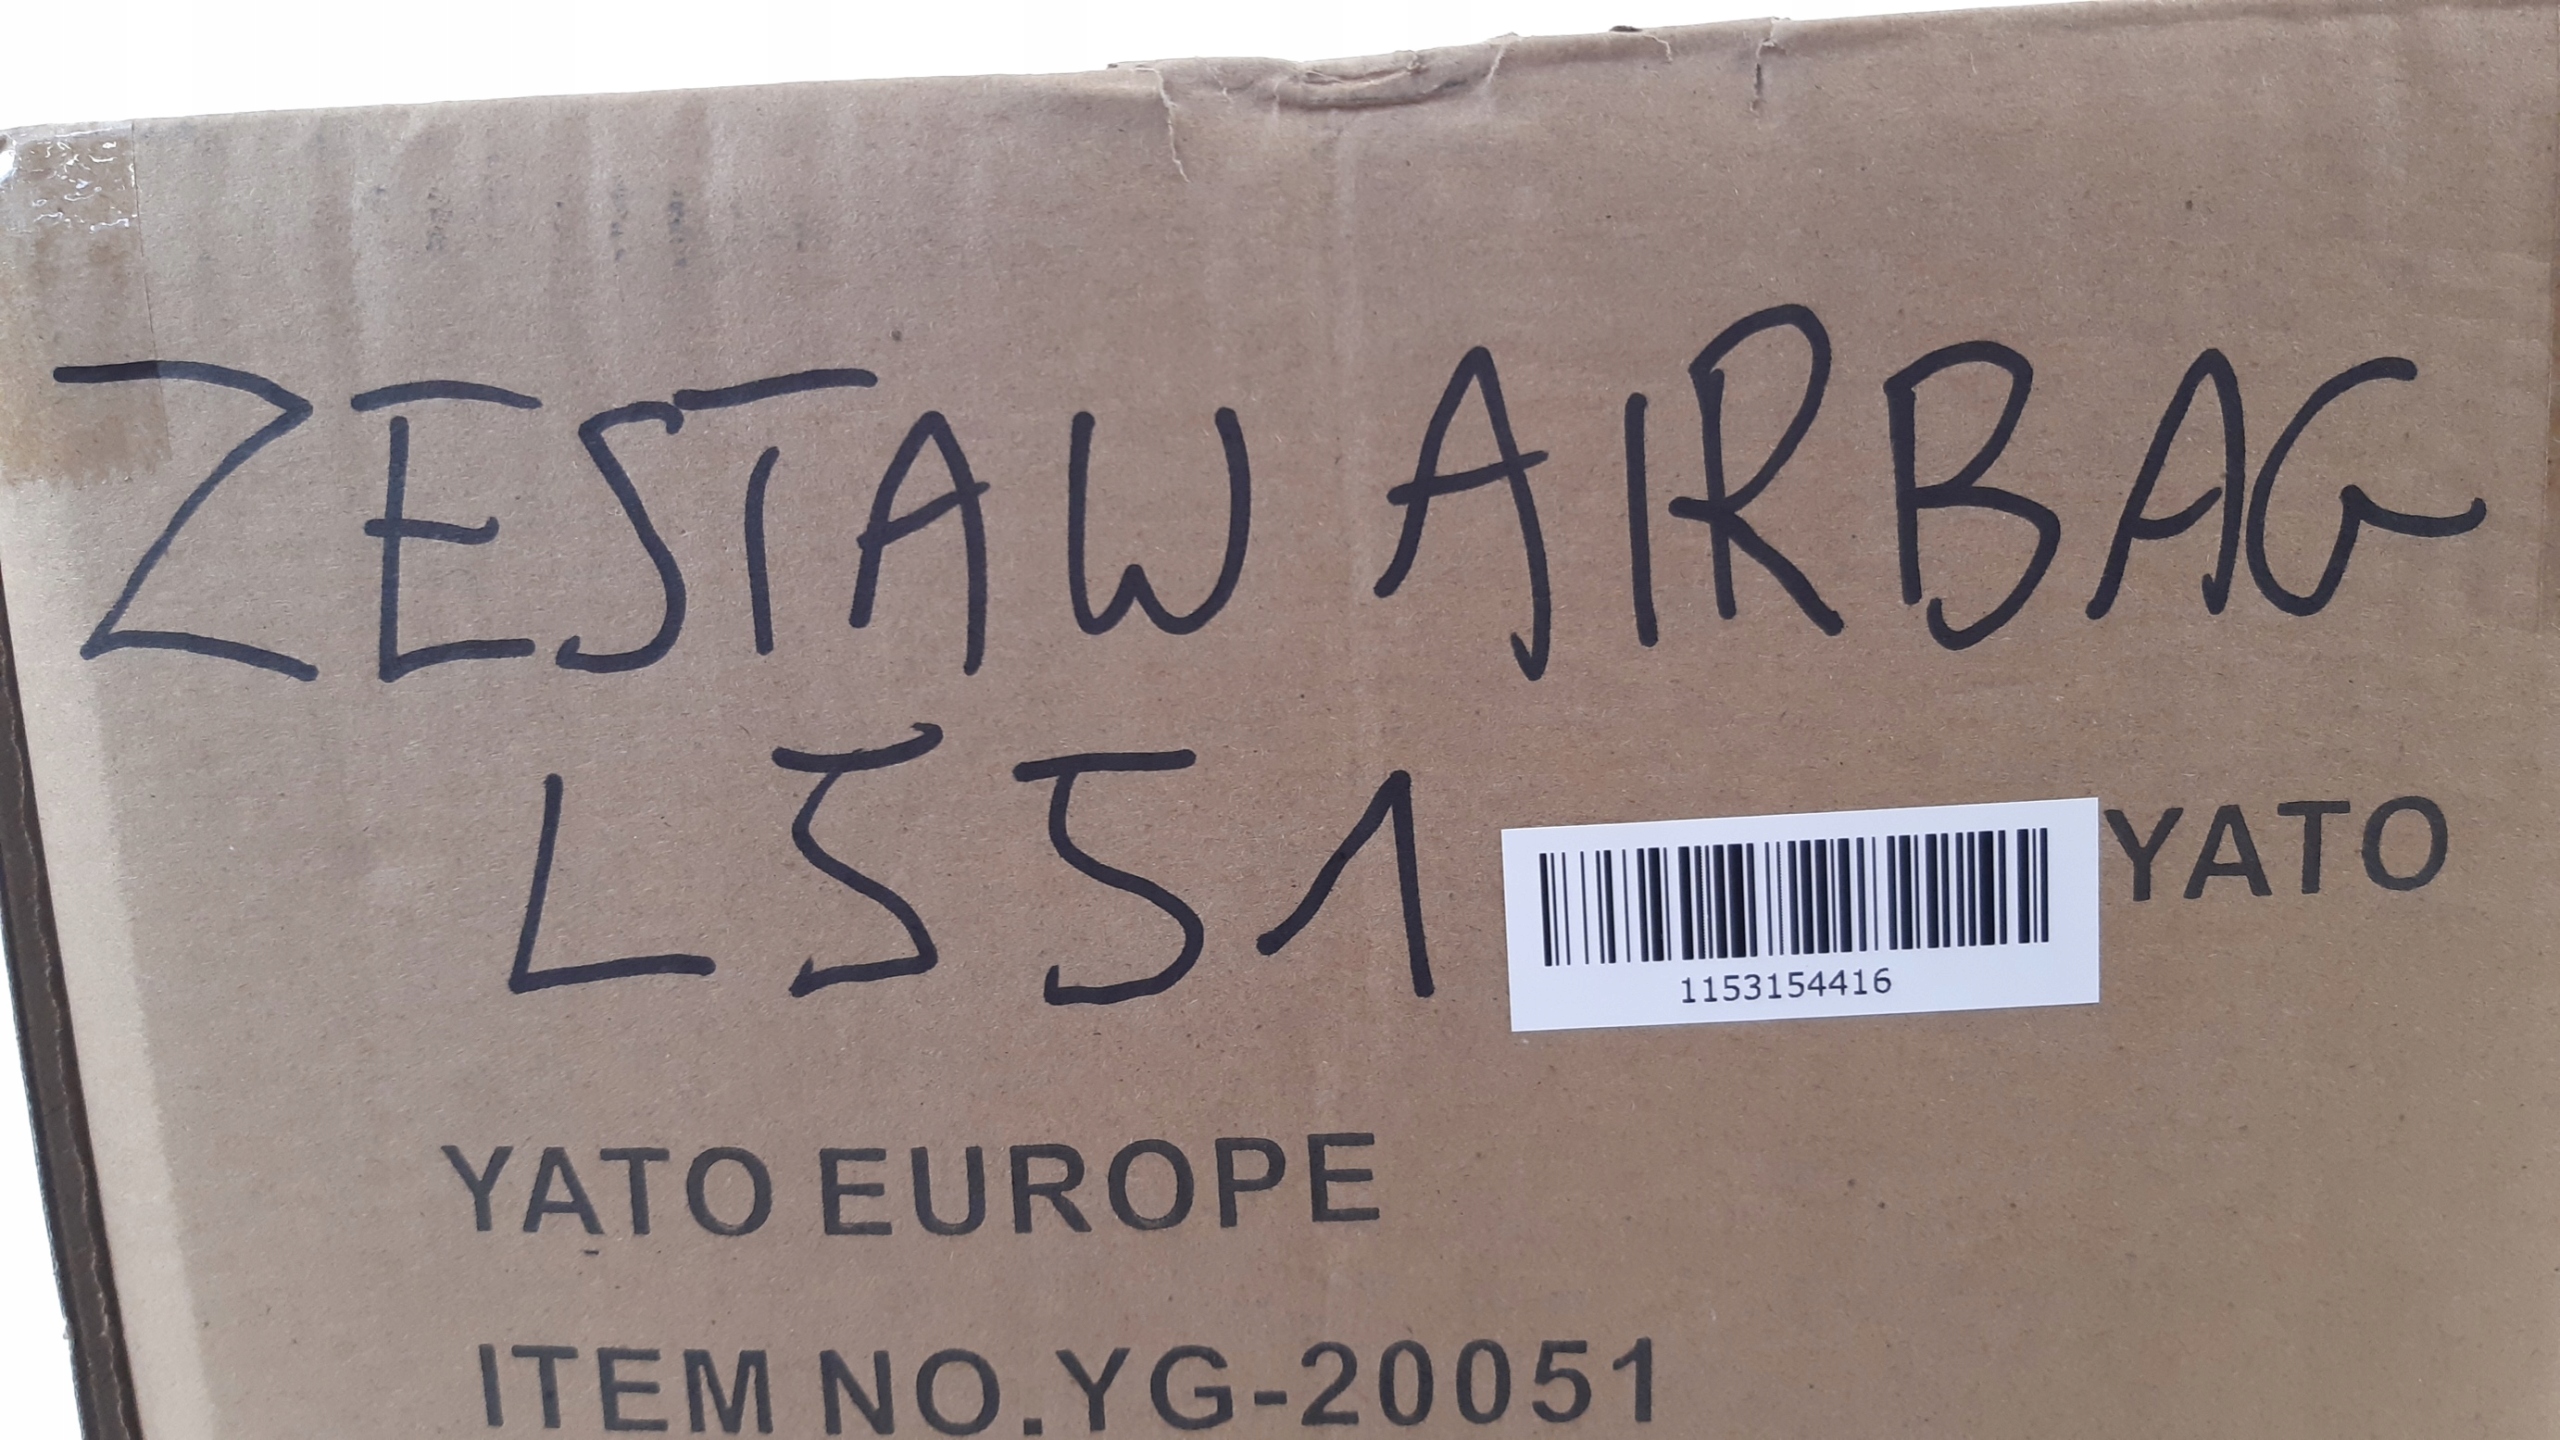 ZESTAW AIRBAG
L551
YATO
1153154416
YATO EUROPE
ITEM NO.YG-20051